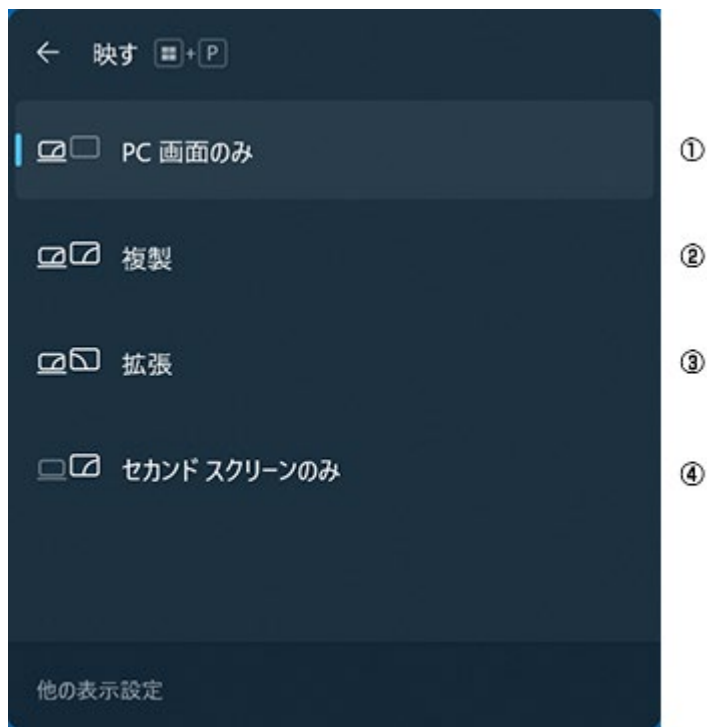 映す +P
PC 画面のみ ①
複製 ②
拡張 ③
セカンド スクリーンのみ ④
他の表示設定